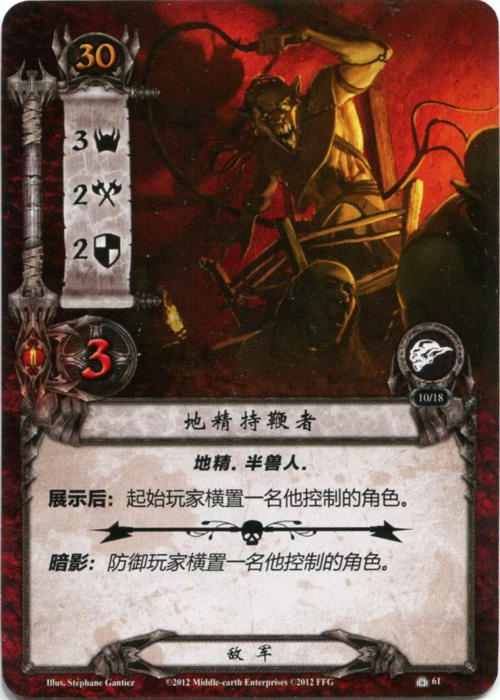 30
3
2
2
3
10/18
地精持鞭者
地精. 半兽人.
展示后：起始玩家横置一名他控制的角色。
暗影：防御玩家横置一名他控制的角色。
敌军
Illus. Stéphane Gantiez ©2012 Middle-earth Enterprises ©2012 FFG 61